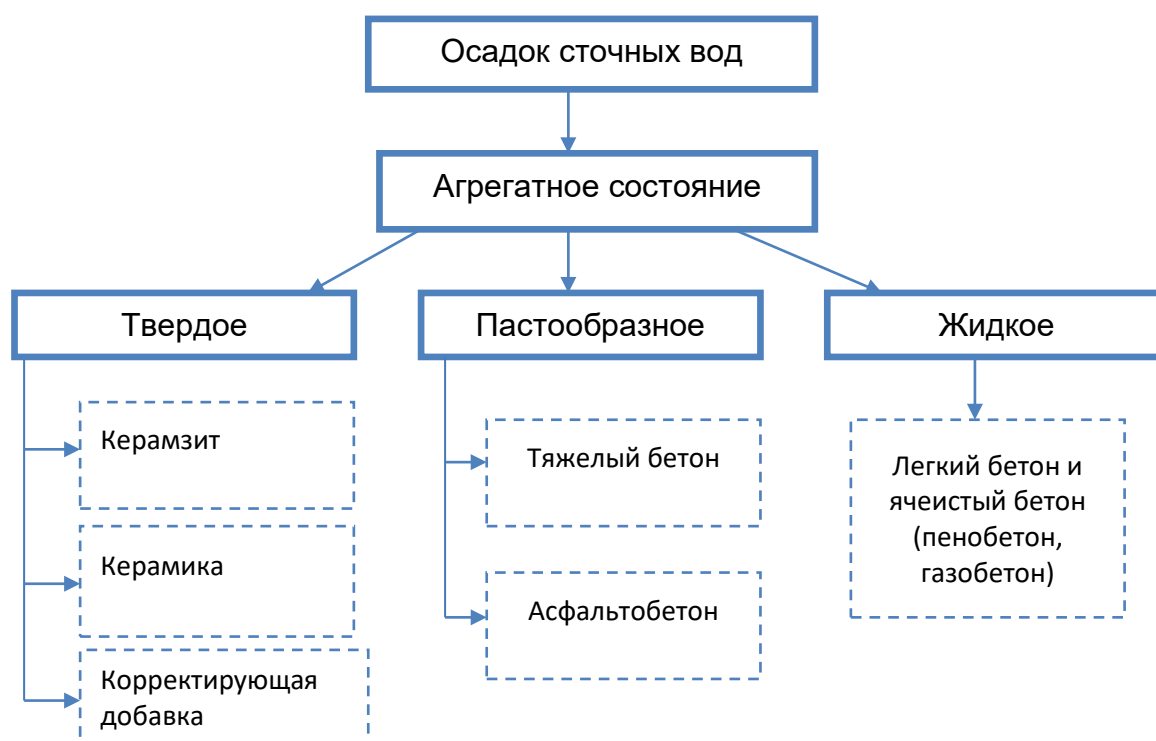 Осадок сточных вод
Агрегатное состояние
Твердое
Пастообразное
Жидкое
Керамзит
Керамика
Корректирующая
добавка
Тяжелый бетон
Асфальтобетон
Легкий бетон и
ячеистый бетон
(пенобетон,
газобетон)